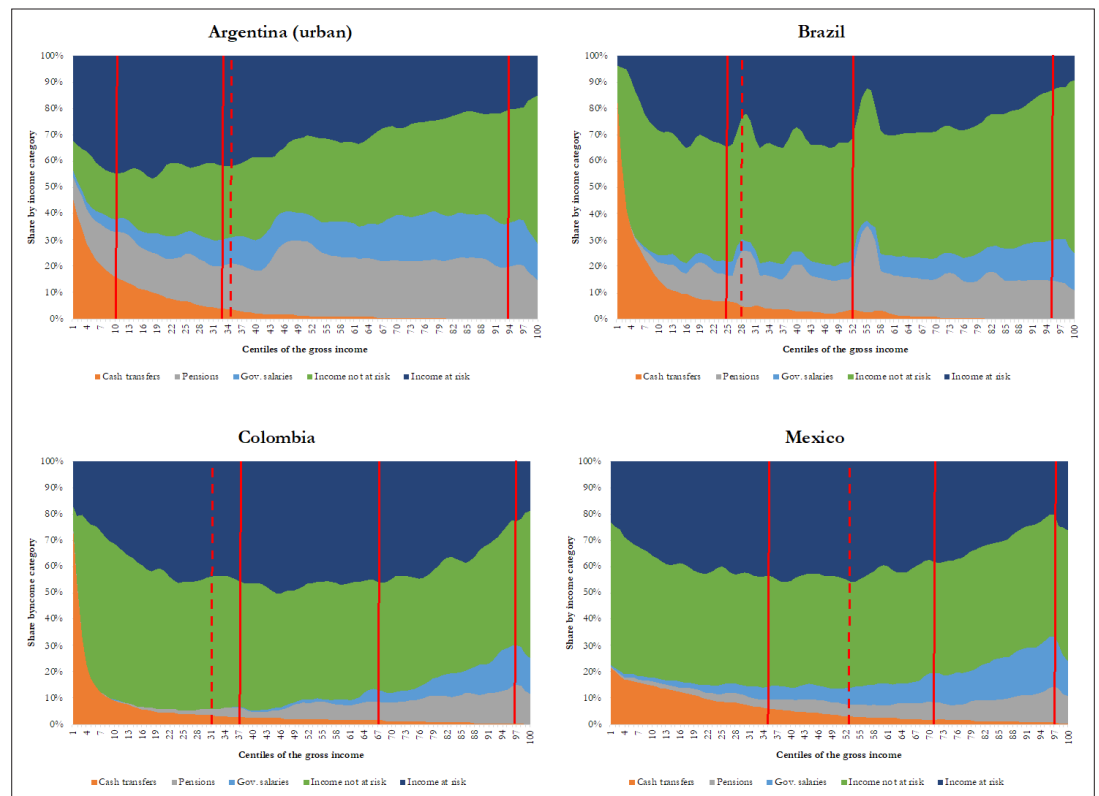 Argentina (urban)
100%
90%
80%
70%
60%
50%
40%
30%
20%
10%
0%
Share by income category
1 4 7 10 13 16 19 22 25 28 31 34 37 40 43 46 49 52 55 58 61 64 67 70 73 76 79 82 85 88 91 94 97 100
Centiles of the gross income
Cash transfers Pensions Gov. salaries Income not at risk Income at risk
Brazil
100%
90%
80%
70%
60%
50%
40%
30%
20%
10%
0%
Share by income category
1 4 7 10 13 16 19 22 25 28 31 34 37 40 43 46 49 52 55 58 61 64 67 70 73 76 79 82 85 88 91 94 97 100
Centiles of the gross income
Cash transfers Pensions Gov. salaries Income not at risk Income at risk
Colombia
100%
90%
80%
70%
60%
50%
40%
30%
20%
10%
0%
Share byncome category
1 4 7 10 13 16 19 22 25 28 31 34 37 40 43 46 49 52 55 58 61 64 67 70 73 76 79 82 85 88 91 94 97 100
Centiles of the gross income
Cash transfers Pensions Gov. salaries Income not at risk Income at risk
Mexico
100%
90%
80%
70%
60%
50%
40%
30%
20%
10%
0%
Share by income category
1 4 7 10 13 16 19 22 25 28 31 34 37 40 43 46 49 52 55 58 61 64 67 70 73 76 79 82 85 88 91 94 97 100
Centiles of the gross income
Cash transfers Pensions Gov. salaries Income not at risk Income at risk